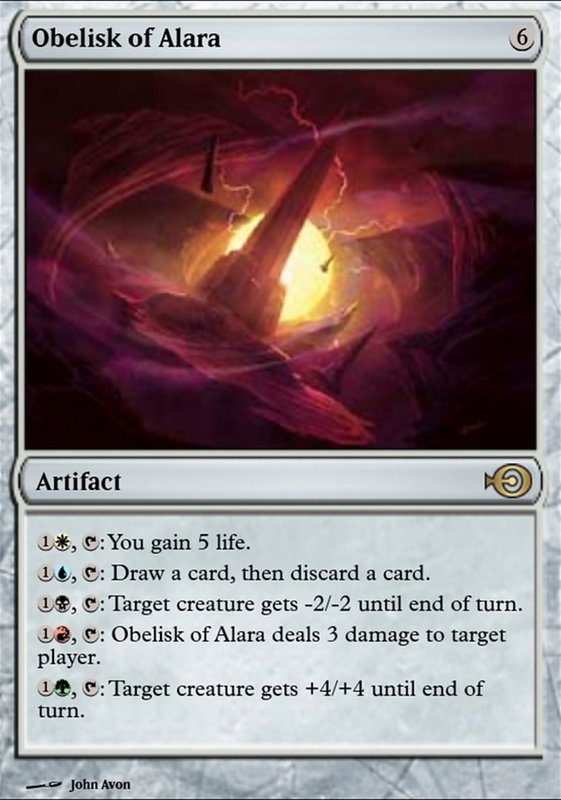 Obelisk of Alara 6
Artifact
1, : You gain 5 life.
1, : Draw a card, then discard a card.
1, : Target creature gets -2/-2 until end of turn.
1, : Obelisk of Alara deals 3 damage to target
player.
1, : Target creature gets +4/+4 until end of
turn.
John Avon